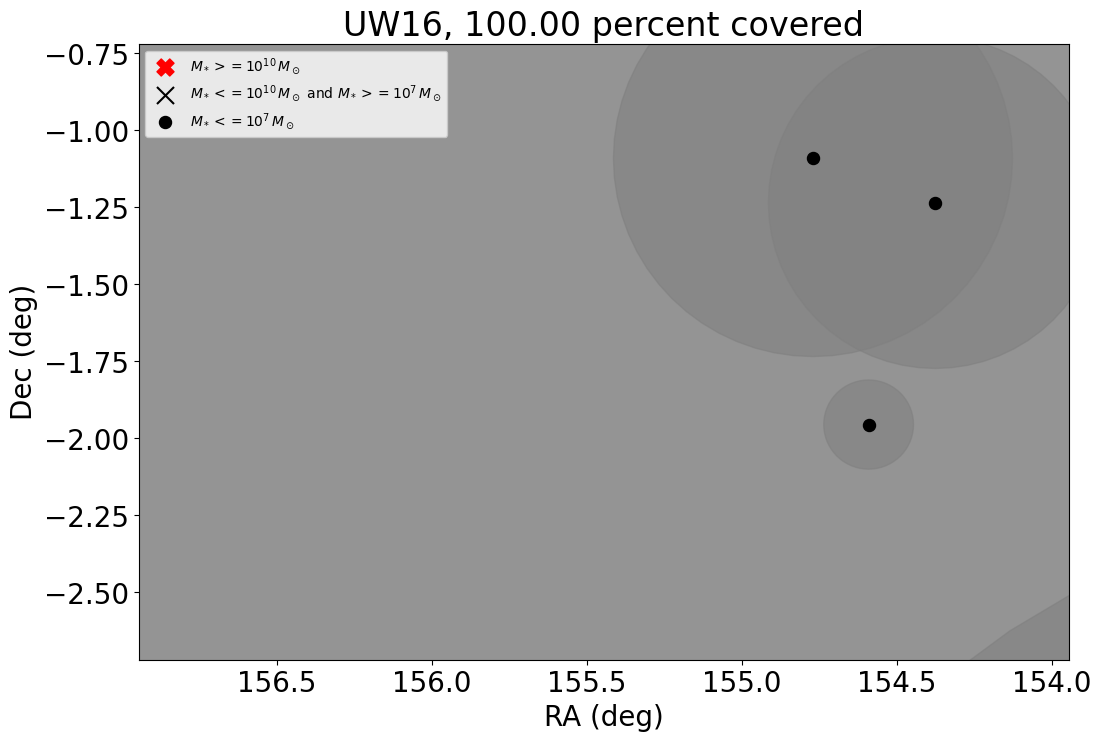 UW16, 100.00 percent covered
M* >= 10^10 M⊙
M* <= 10^10 M⊙ and M* >= 10^7 M⊙
M* <= 10^7 M⊙
−0.75
−1.00
−1.25
−1.50
−1.75
−2.00
−2.25
−2.50
Dec (deg)
156.5 156.0 155.5 155.0 154.5 154.0
RA (deg)